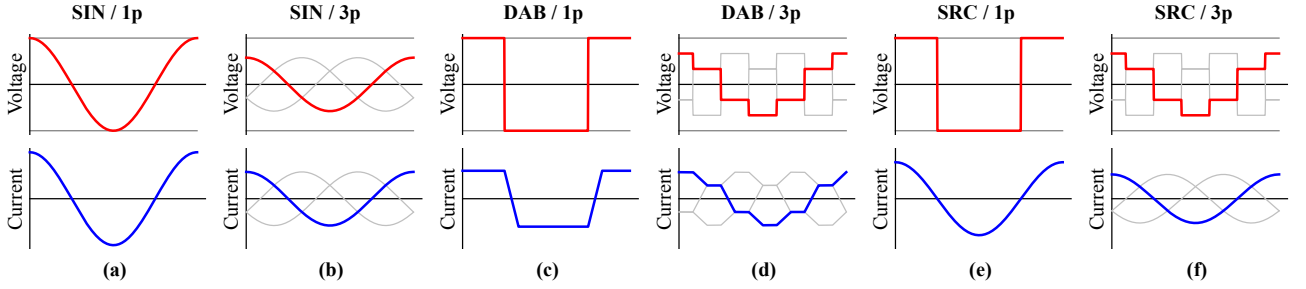 SIN / 1p
SIN / 3p
DAB / 1p
DAB / 3p
SRC / 1p
SRC / 3p
Voltage
Voltage
Voltage
Voltage
Voltage
Voltage
Current
Current
Current
Current
Current
Current
(a)
(b)
(c)
(d)
(e)
(f)